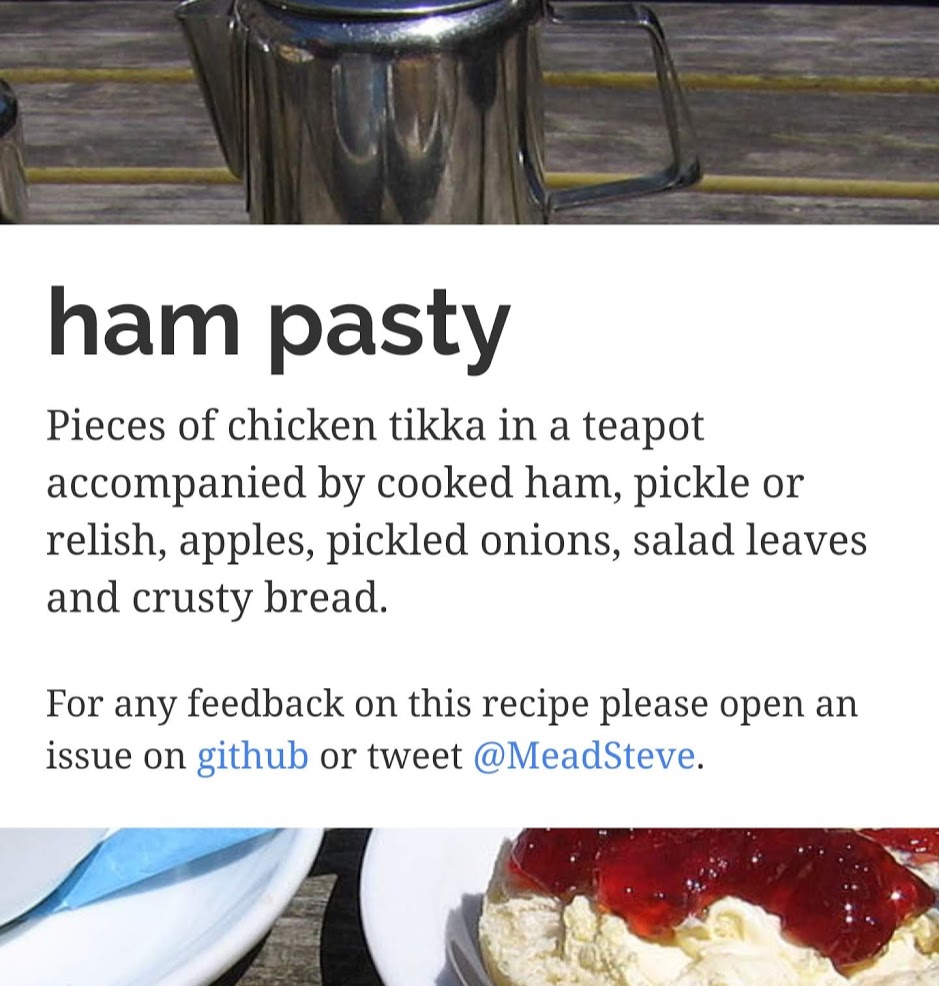 ham pasty
Pieces of chicken tikka in a teapot
accompanied by cooked ham, pickle or
relish, apples, pickled onions, salad leaves
and crusty bread.
For any feedback on this recipe please open an
issue on github or tweet @MeadSteve.